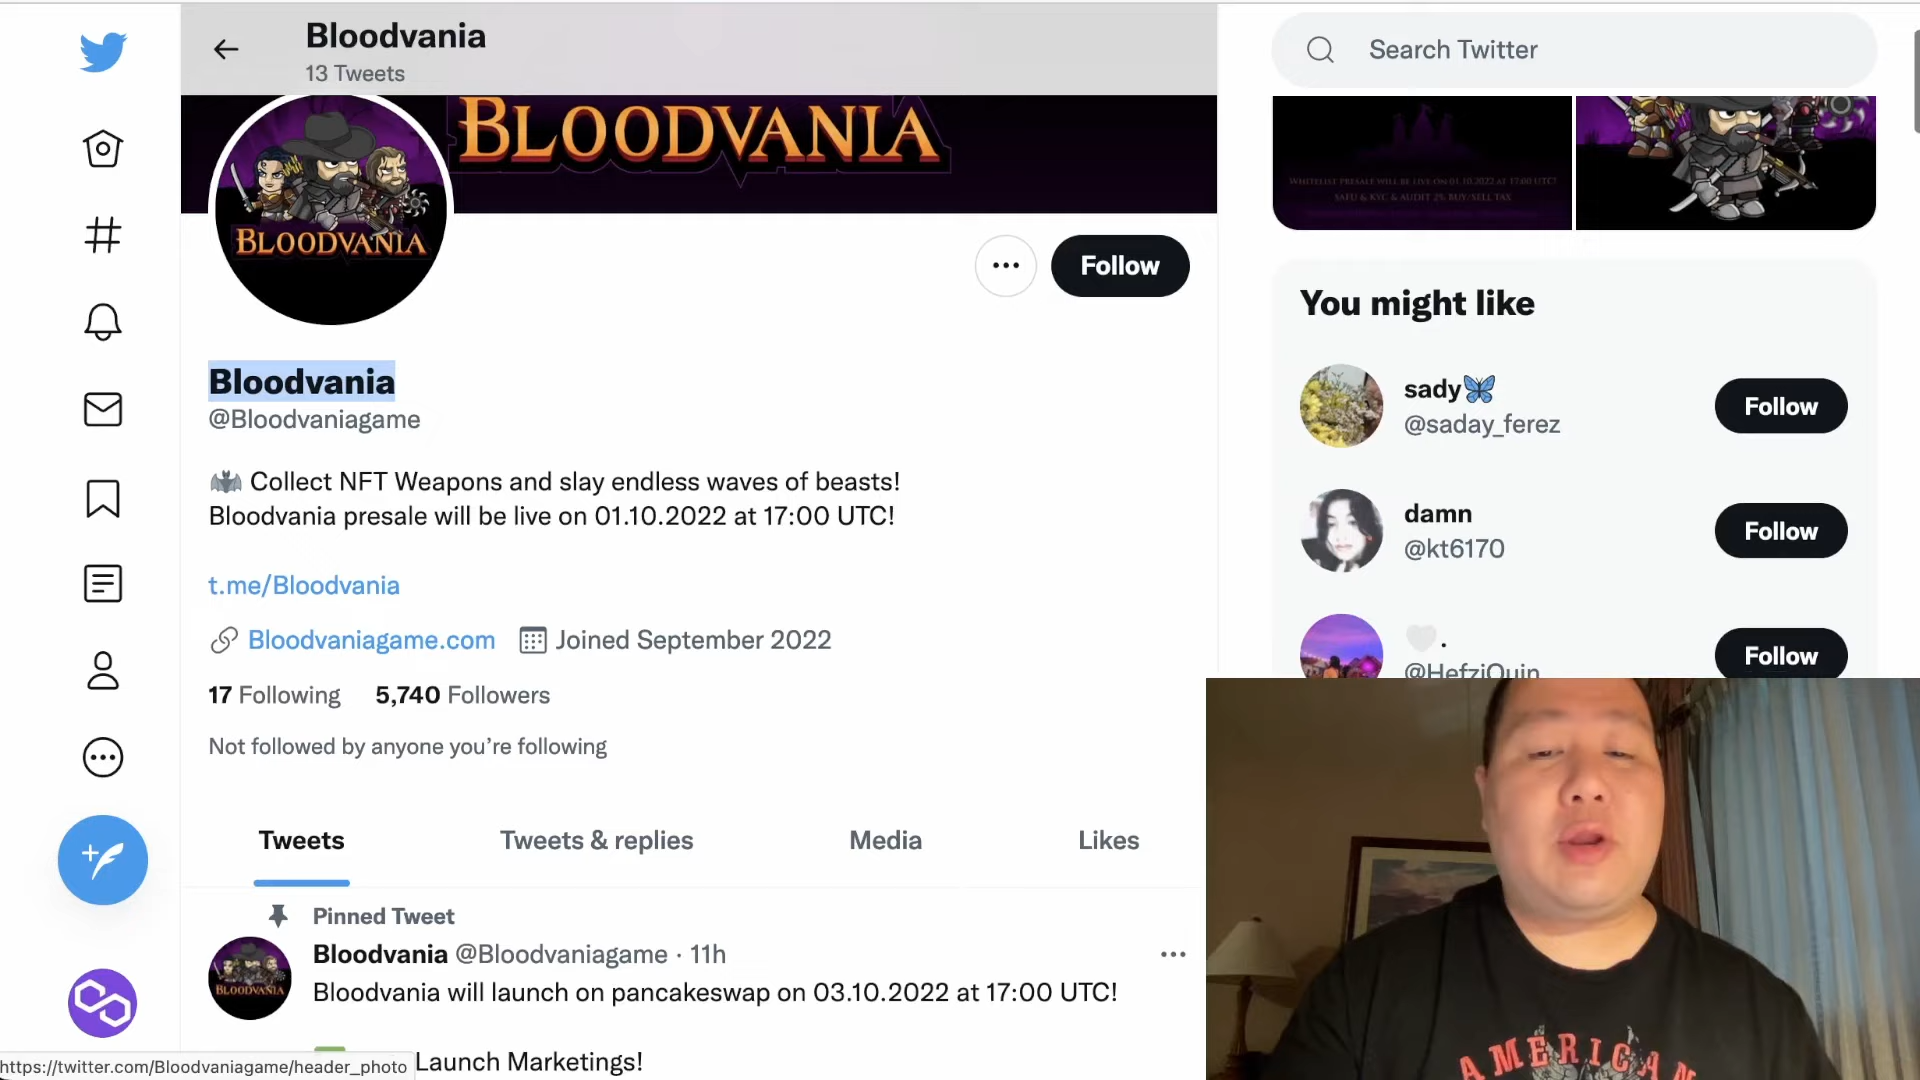 Bloodvania
13 Tweets
Search Twitter
BLOODVANIA
BLOODVANIA
WHITELIST PRESALE WILL BE LIVE ON 01.10.2022 AT 17:00 UTC!
SAFU & KYC & AUDIT 2% BUY/SELL TAX
Follow
You might like
Bloodvania
@Bloodvaniagame
sady
@saday_ferez
Follow
Collect NFT Weapons and slay endless waves of beasts!
Bloodvania presale will be live on 01.10.2022 at 17:00 UTC!
damn
@kt6170
Follow
t.me/Bloodvania
Bloodvaniagame.com Joined September 2022
.
@HefziQuin
Follow
17 Following 5,740 Followers
Not followed by anyone you’re following
Tweets Tweets & replies Media Likes
Pinned Tweet
Bloodvania @Bloodvaniagame · 11h
BLOODVANIA
Bloodvania will launch on pancakeswap on 03.10.2022 at 17:00 UTC!
Launch Marketings!
https://twitter.com/Bloodvaniagame/header_photo
AMERICAN